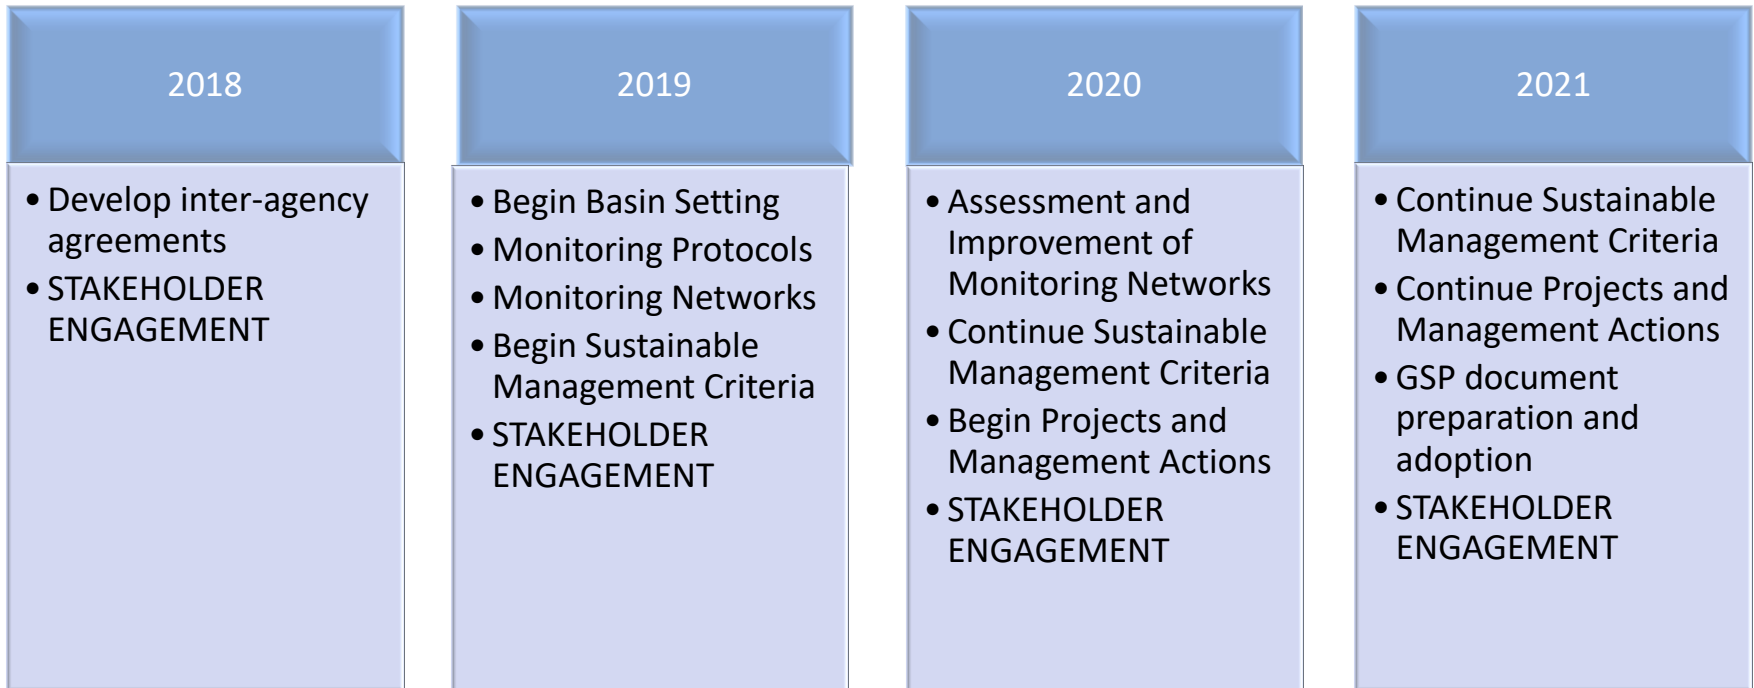 2018
• Develop inter-agency
agreements
• STAKEHOLDER
ENGAGEMENT
2019
• Begin Basin Setting
• Monitoring Protocols
• Monitoring Networks
• Begin Sustainable
Management Criteria
• STAKEHOLDER
ENGAGEMENT
2020
• Assessment and
Improvement of
Monitoring Networks
• Continue Sustainable
Management Criteria
• Begin Projects and
Management Actions
• STAKEHOLDER
ENGAGEMENT
2021
• Continue Sustainable
Management Criteria
• Continue Projects and
Management Actions
• GSP document
preparation and
adoption
• STAKEHOLDER
ENGAGEMENT